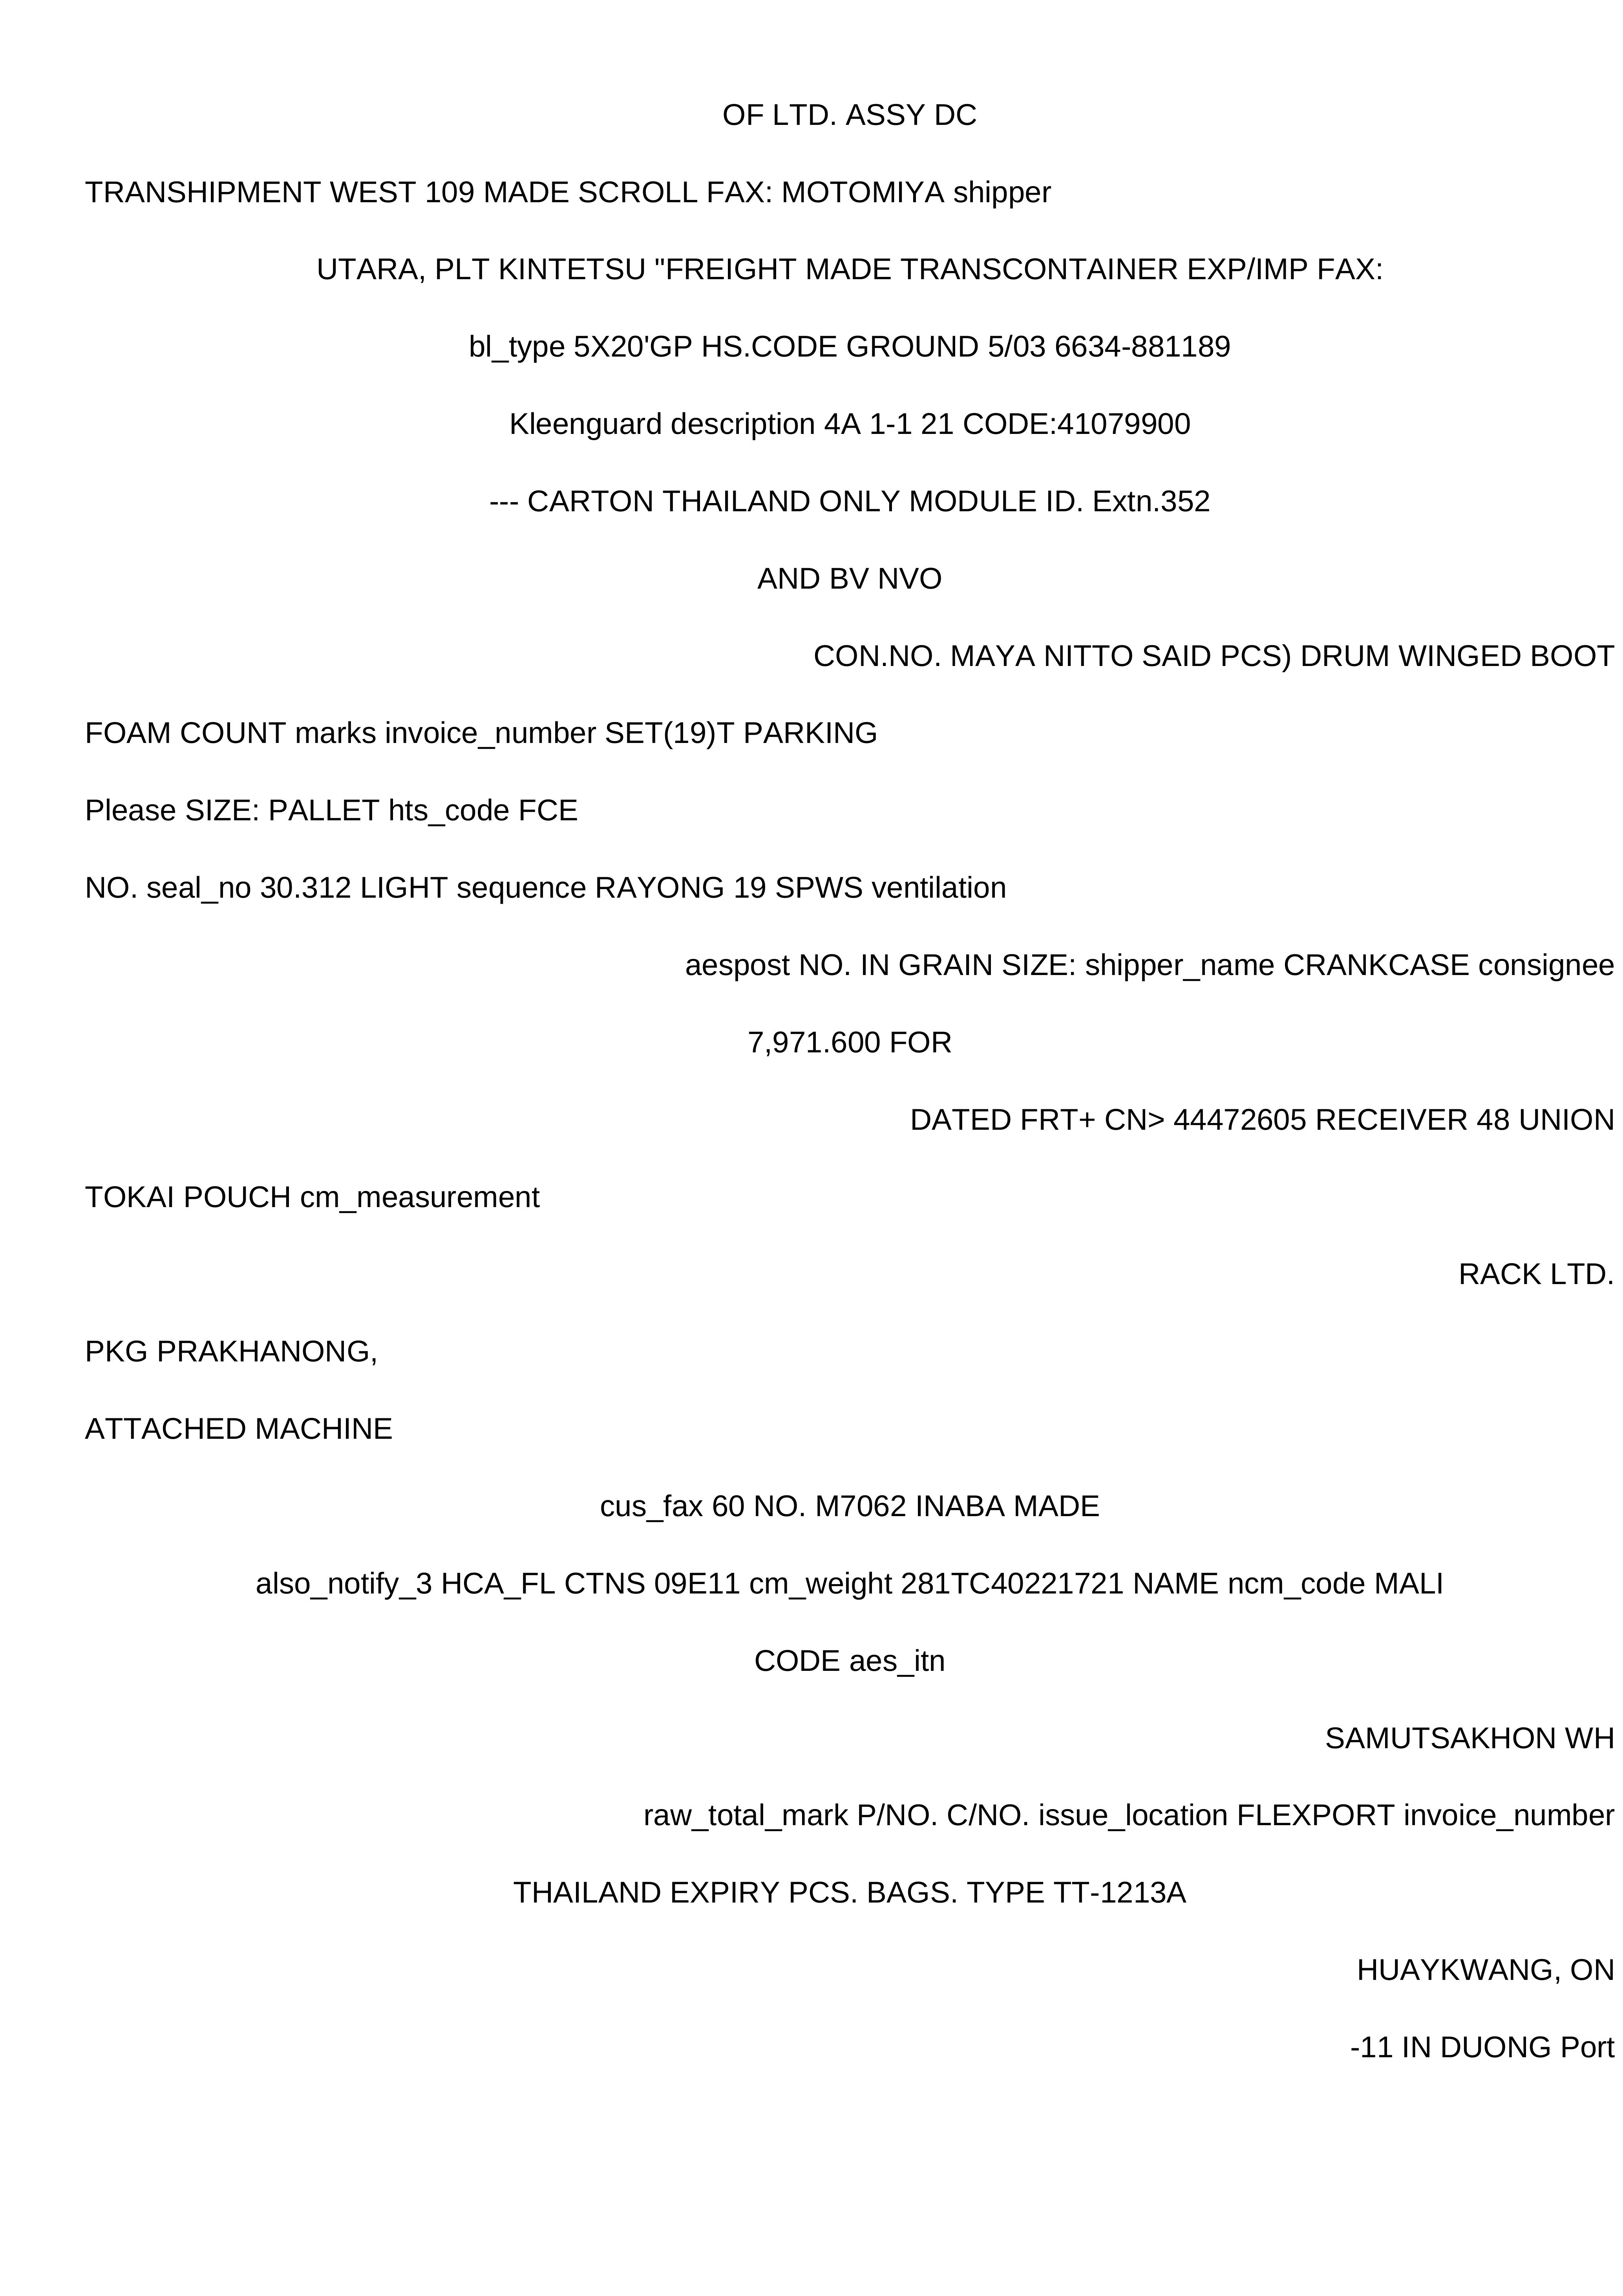 OF LTD. ASSY DC
TRANSHIPMENT WEST 109 MADE SCROLL FAX: MOTOMIYA shipper
UTARA, PLT KINTETSU "FREIGHT MADE TRANSCONTAINER EXP/IMP FAX:
bl_type 5X20'GP HS.CODE GROUND 5/03 6634-881189
Kleenguard description 4A 1-1 21 CODE:41079900
--- CARTON THAILAND ONLY MODULE ID. Extn.352
AND BV NVO
CON.NO. MAYA NITTO SAID PCS) DRUM WINGED BOOT
FOAM COUNT marks invoice_number SET(19)T PARKING
Please SIZE: PALLET hts_code FCE
NO. seal_no 30.312 LIGHT sequence RAYONG 19 SPWS ventilation
aespost NO. IN GRAIN SIZE: shipper_name CRANKCASE consignee
7,971.600 FOR
DATED FRT+ CN> 44472605 RECEIVER 48 UNION
TOKAI POUCH cm_measurement
RACK LTD.
PKG PRAKHANONG,
ATTACHED MACHINE
cus_fax 60 NO. M7062 INABA MADE
also_notify_3 HCA_FL CTNS 09E11 cm_weight 281TC40221721 NAME ncm_code MALI
CODE aes_itn
SAMUTSAKHON WH
raw_total_mark P/NO. C/NO. issue_location FLEXPORT invoice_number
THAILAND EXPIRY PCS. BAGS. TYPE TT-1213A
HUAYKWANG, ON
-11 IN DUONG Port